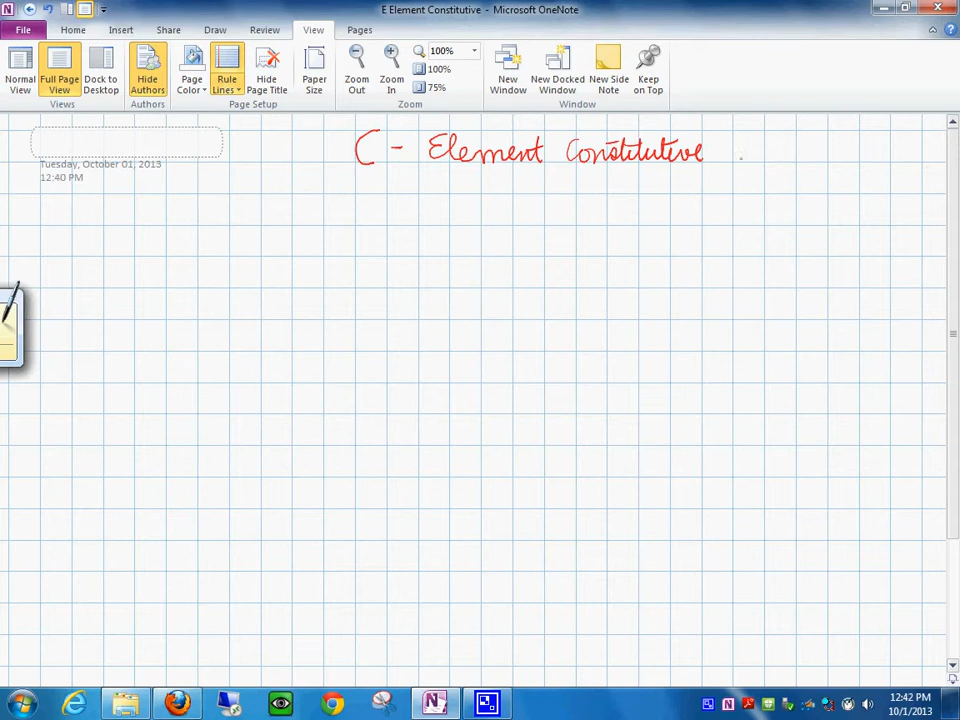 E Element Constitutive - Microsoft OneNote
File Home Insert Share Draw Review View Pages
Normal View Full Page View Dock to Desktop Hide Authors Page Color Rule Lines Hide Page Title Paper Size Zoom Out Zoom In 100% 100% 75% New Window New Docked Window New Side Note Keep on Top
Views Authors Page Setup Zoom Window
C - Element Constitutive
Tuesday, October 01, 2013
12:40 PM
12:42 PM
10/1/2013